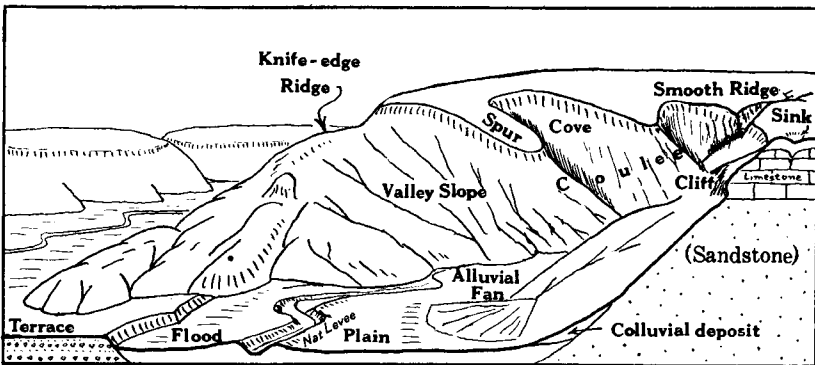 Knife-edge
Ridge
Smooth Ridge
Sink
Spur
Cove
Coulee
Cliff
Limestone
Valley Slope
(Sandstone)
Alluvial
Fan
Terrace
Flood
Nat Levee
Plain
Colluvial deposit